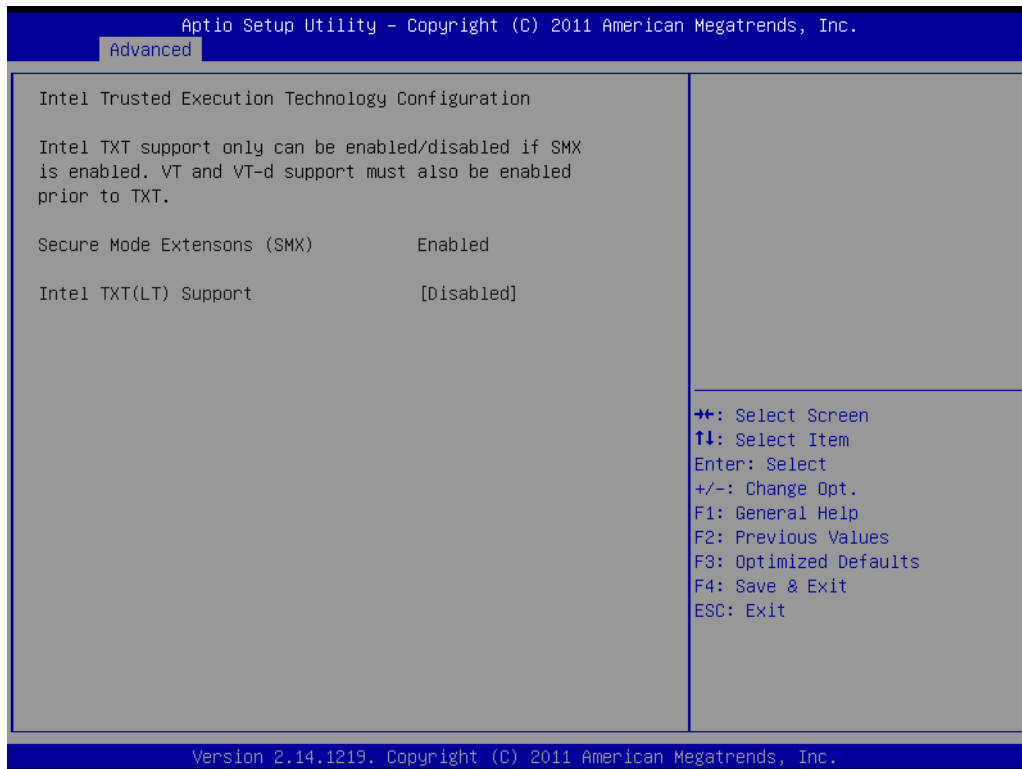 Aptio Setup Utility – Copyright (C) 2011 American Megatrends, Inc.
Advanced
Intel Trusted Execution Technology Configuration
Intel TXT support only can be enabled/disabled if SMX
is enabled. VT and VT-d support must also be enabled
prior to TXT.
Secure Mode Extensons (SMX) Enabled
Intel TXT(LT) Support [Disabled]
→←: Select Screen
↑↓: Select Item
Enter: Select
+/-: Change Opt.
F1: General Help
F2: Previous Values
F3: Optimized Defaults
F4: Save & Exit
ESC: Exit
Version 2.14.1219. Copyright (C) 2011 American Megatrends, Inc.